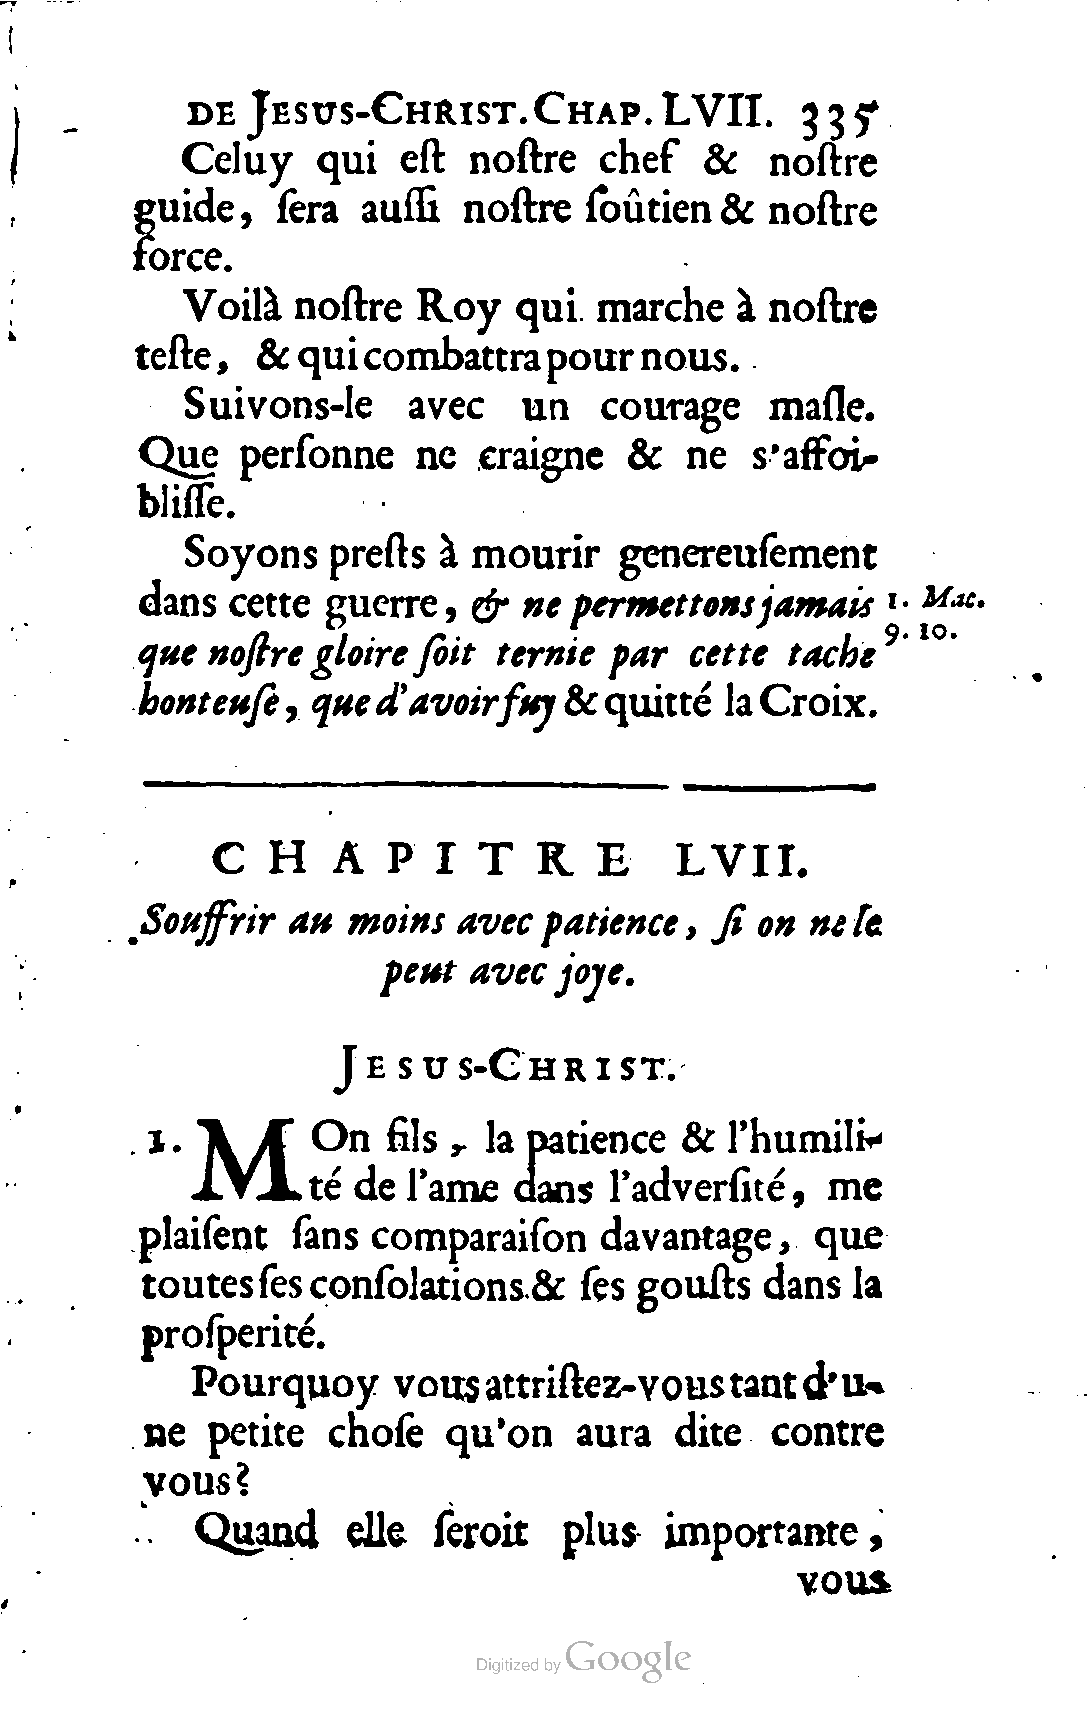 DE JESUS-CHRIST. CHAP. LVII. 335
Celuy qui eſt noſtre chef & noſtre
guide, ſera auſſi noſtre ſoûtien & noſtre
force.
Voilà noſtre Roy qui marche à noſtre
teſte, & qui combattra pour nous.
Suivons-le avec un courage maſle.
Que perſonne ne craigne & ne s'affoi-
bliſſe.
Soyons preſts à mourir genereuſement
dans cette guerre, & ne permettons jamais 1. Mac.
que noſtre gloire ſoit ternie par cette tache 9. 10.
honteuſe, que d'avoir fuy & quitté la Croix.
CHAPITRE LVII.
Souffrir au moins avec patience, ſi on ne le
peut avec joye.
JESUS-CHRIST.
1. MOn fils, la patience & l'humili-
té de l'ame dans l'adverſité, me
plaiſent ſans comparaiſon davantage, que
toutes ſes conſolations & ſes gouſts dans la
proſperité.
Pourquoy vous attriſtez-vous tant d'u-
ne petite choſe qu'on aura dite contre
vous?
Quand elle ſeroit plus importante,
vous
Digitized by Google